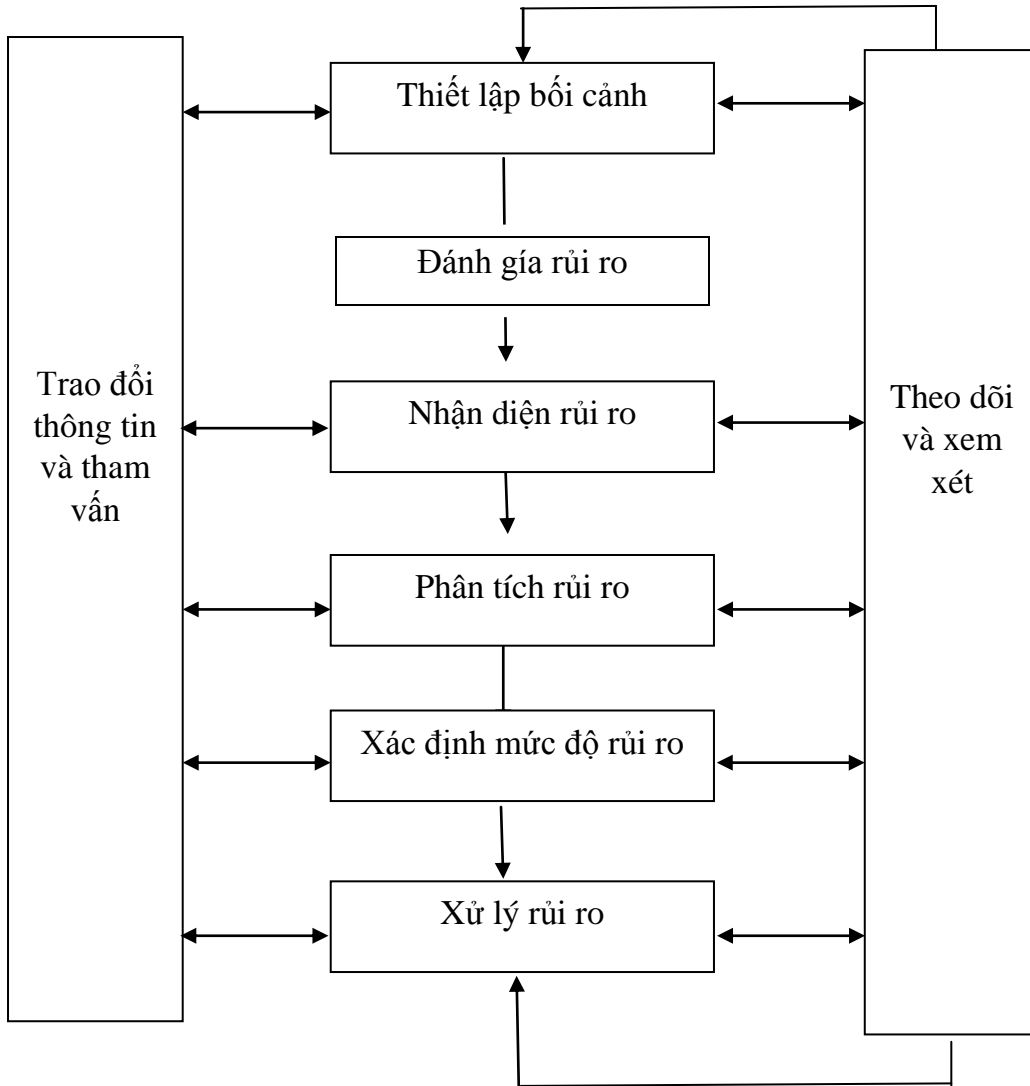 Thiết lập bối cảnh
Đánh gía rủi ro
Trao đổi
thông tin
và tham
vấn
Nhận diện rủi ro
Theo dõi
và xem
xét
Phân tích rủi ro
Xác định mức độ rủi ro
Xử lý rủi ro